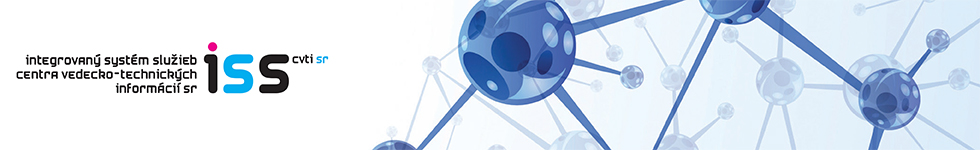 integrovaný systém služieb
centra vedecko-technických
informácií sr
iss cvti sr